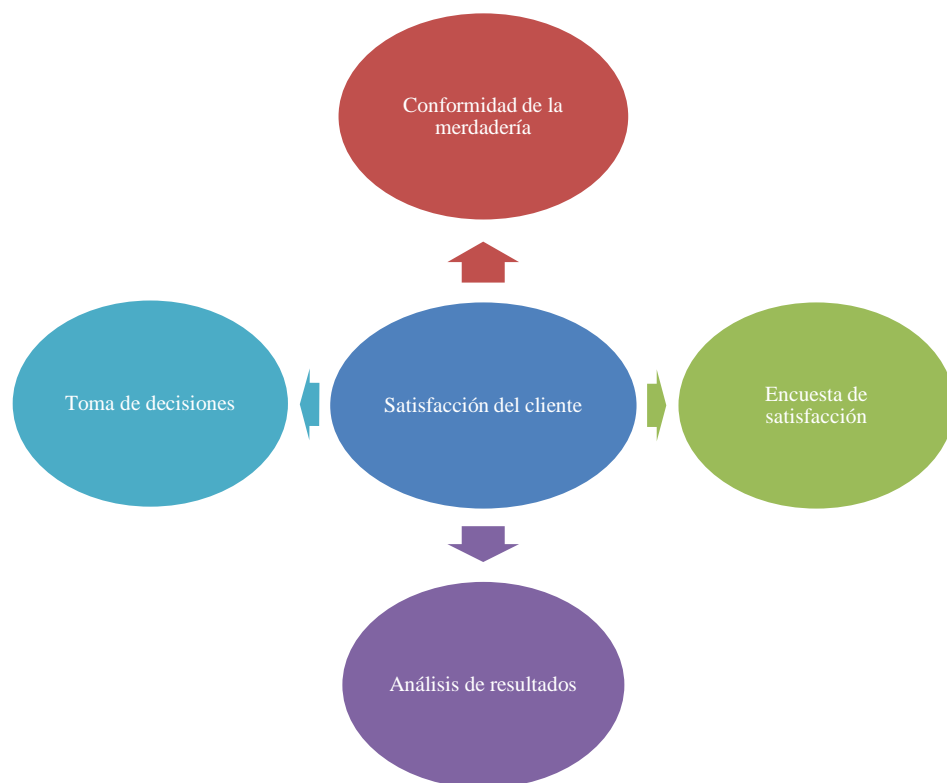 Conformidad de la
merdadería
Toma de decisiones
Satisfacción del cliente
Encuesta de
satisfacción
Análisis de resultados